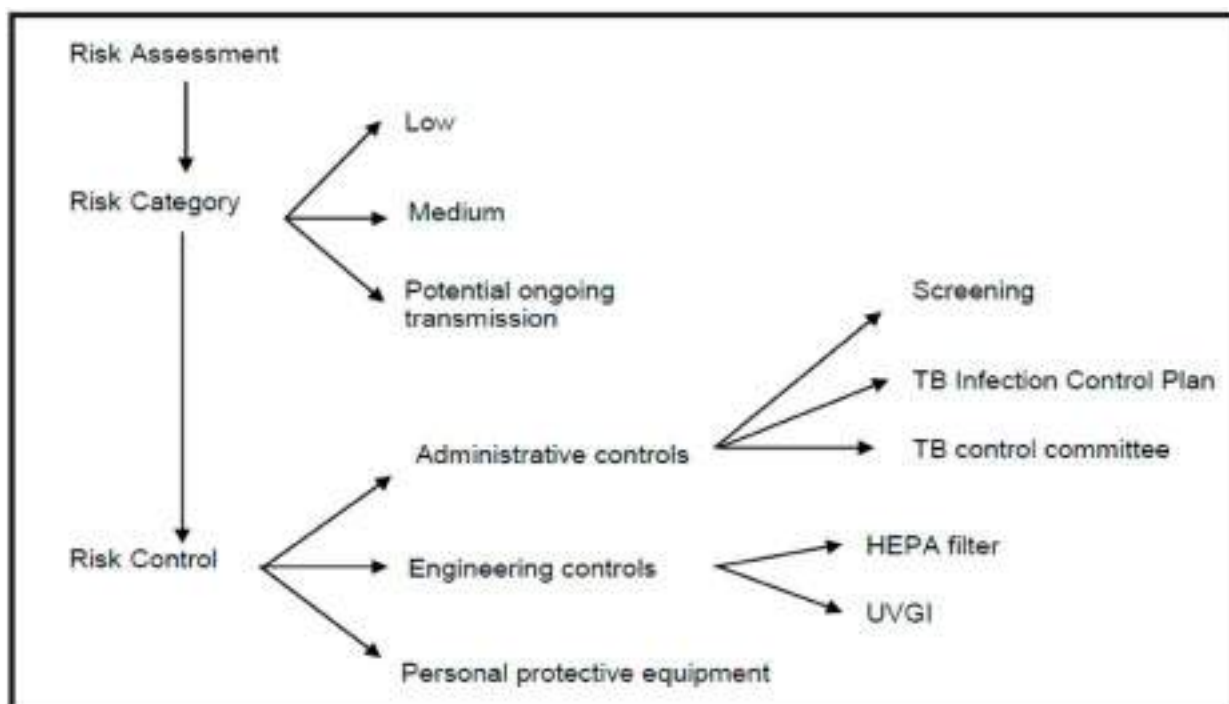 Risk Assessment
Low
Risk Category
Medium
Potential ongoing
transmission
Screening
TB Infection Control Plan
Administrative controls
TB control committee
Risk Control
HEPA filter
Engineering controls
UVGI
Personal protective equipment